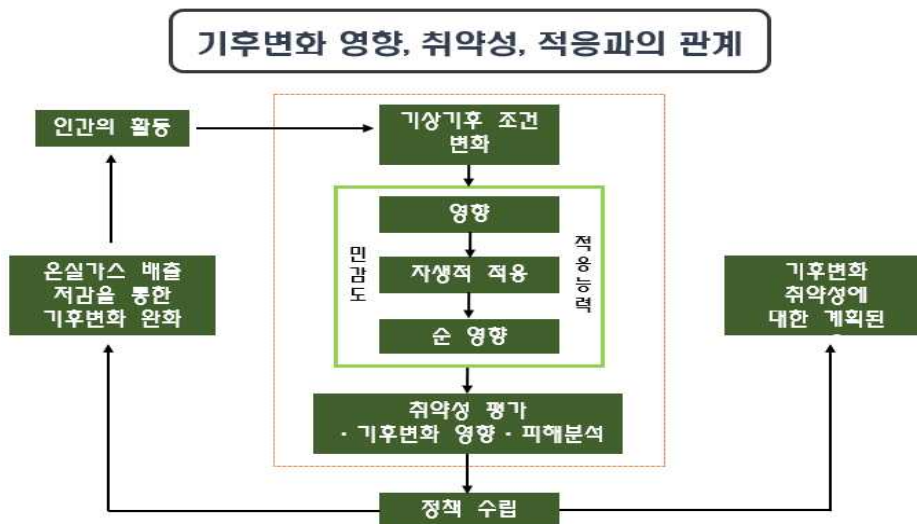 기후변화 영향, 취약성, 적응과의 관계
인간의 활동
기상기후 조건
변화
영향
민감도
자생적 적용
적응능력
순 영향
온실가스 배출
저감을 통한
기후변화 완화
기후변화
취약성에
대한 계획된
취약성 평가
· 기후변화 영향 · 피해분석
정책 수립